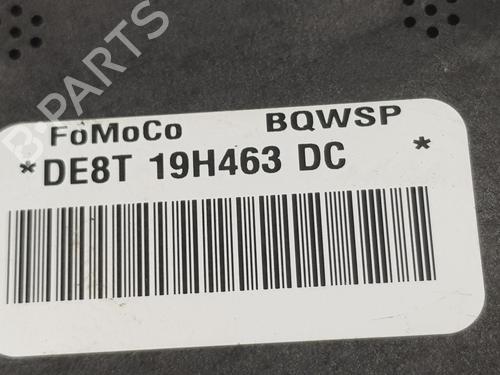 B-PARTS
FoMoCo BQWSP
*DE8T 19H463 DC *